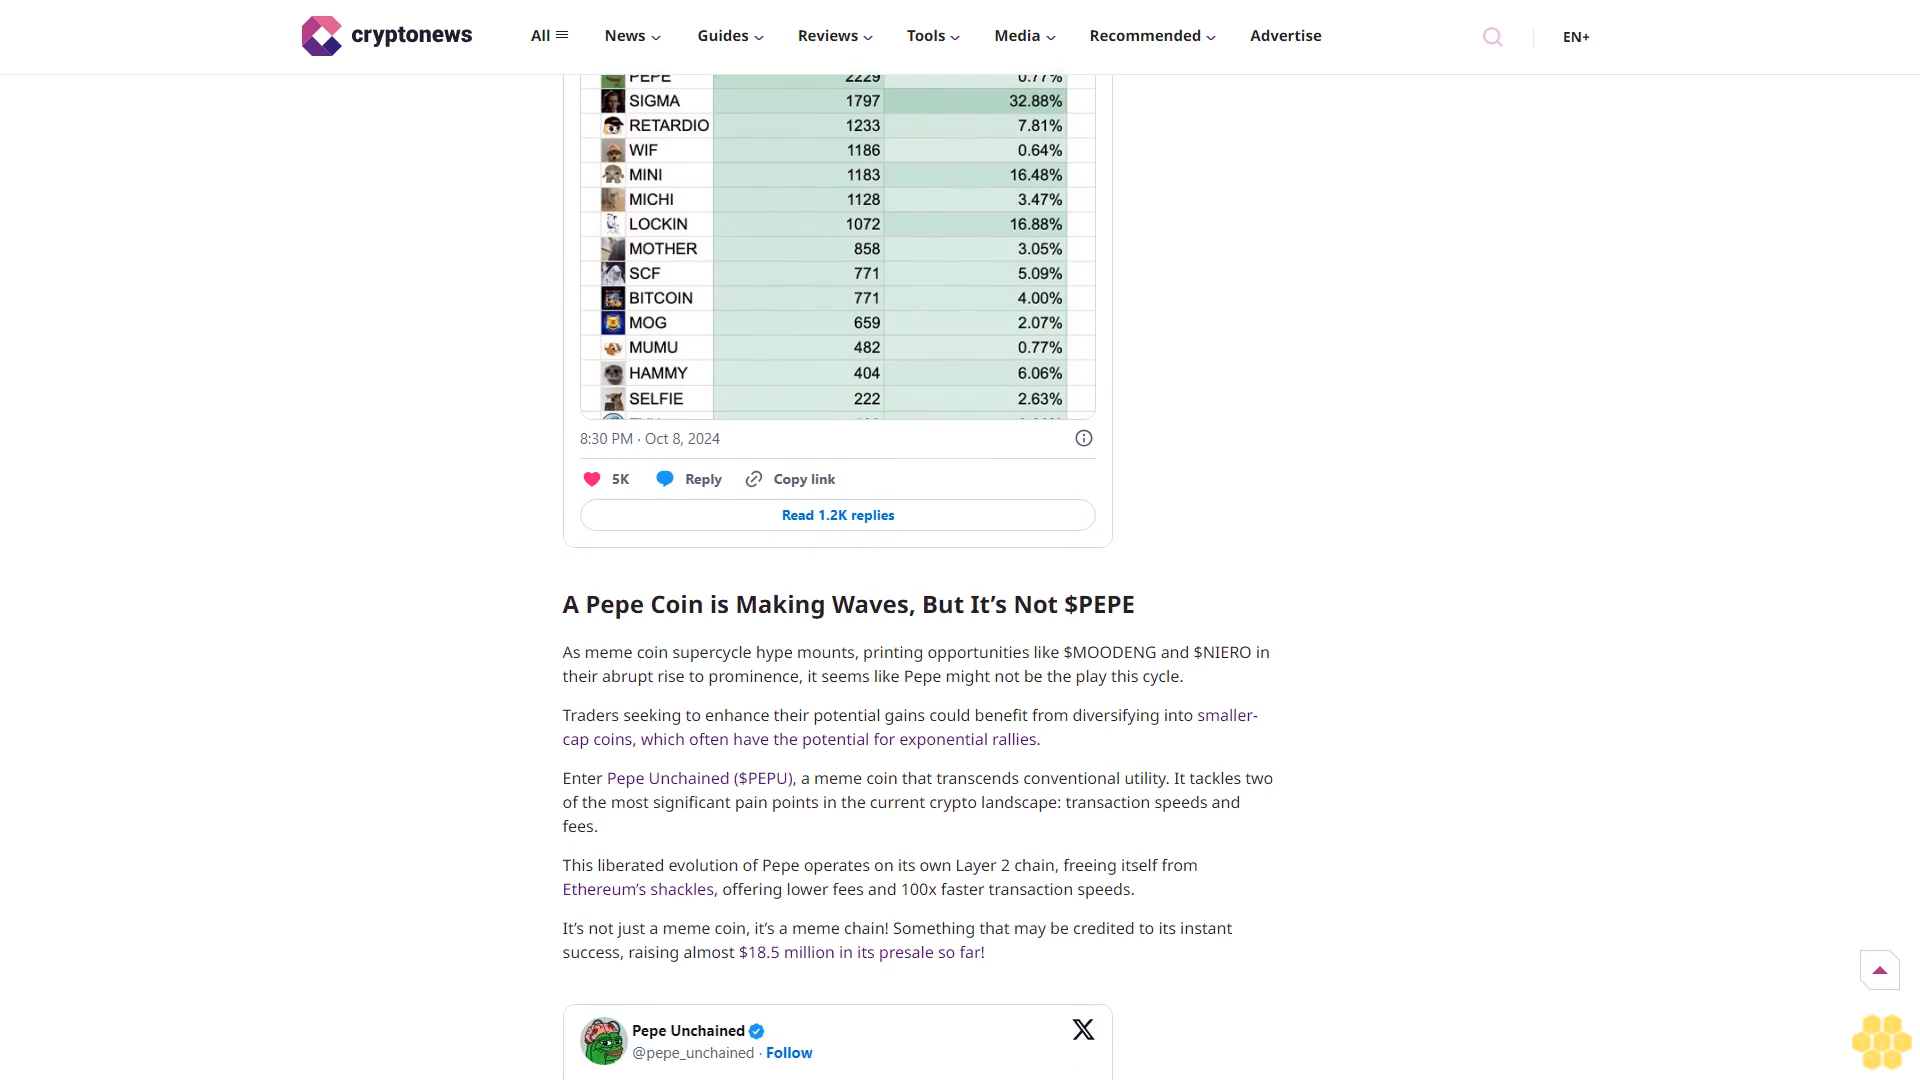 cryptonews
All News Guides Reviews Tools Media Recommended Advertise EN+
PEPE 2229 0.77%
SIGMA 1797 32.88%
RETARDIO 1233 7.81%
WIF 1186 0.64%
MINI 1183 16.48%
MICHI 1128 3.47%
LOCKIN 1072 16.88%
MOTHER 858 3.05%
SCF 771 5.09%
BITCOIN 771 4.00%
MOG 659 2.07%
MUMU 482 0.77%
HAMMY 404 6.06%
SELFIE 222 2.63%
8:30 PM · Oct 8, 2024
5K Reply Copy link
Read 1.2K replies
A Pepe Coin is Making Waves, But It’s Not $PEPE
As meme coin supercycle hype mounts, printing opportunities like $MOODENG and $NIERO in
their abrupt rise to prominence, it seems like Pepe might not be the play this cycle.
Traders seeking to enhance their potential gains could benefit from diversifying into smaller-
cap coins, which often have the potential for exponential rallies.
Enter Pepe Unchained ($PEPU), a meme coin that transcends conventional utility. It tackles two
of the most significant pain points in the current crypto landscape: transaction speeds and
fees.
This liberated evolution of Pepe operates on its own Layer 2 chain, freeing itself from
Ethereum’s shackles, offering lower fees and 100x faster transaction speeds.
It’s not just a meme coin, it’s a meme chain! Something that may be credited to its instant
success, raising almost $18.5 million in its presale so far!
Pepe Unchained
@pepe_unchained · Follow